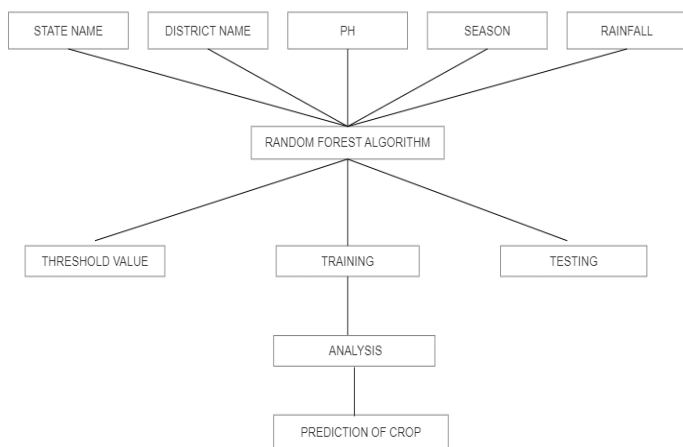 STATE NAME
DISTRICT NAME
PH
SEASON
RAINFALL
RANDOM FOREST ALGORITHM
THRESHOLD VALUE
TRAINING
TESTING
ANALYSIS
PREDICTION OF CROP